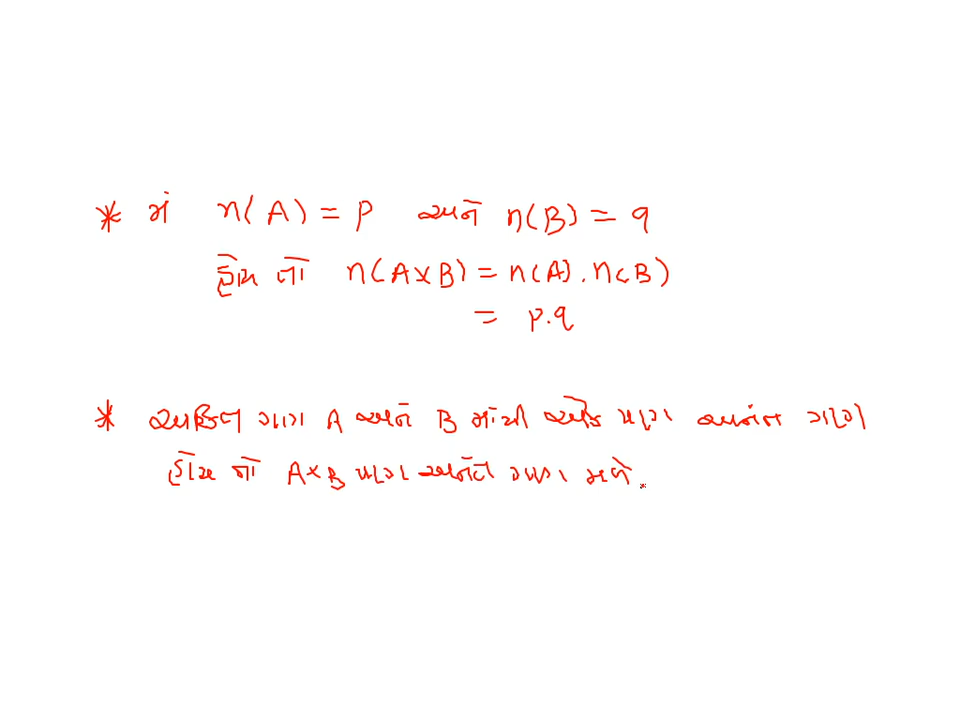 * જો n(A) = p અને n(B) = q
હોય તો n(A×B) = n(A).n(B)
= p.q
* અરિક્ત ગણ A અને B માંથી એક પણ અનંત ગણ
હોય તો A×B પણ અનંત ગણ મળે.